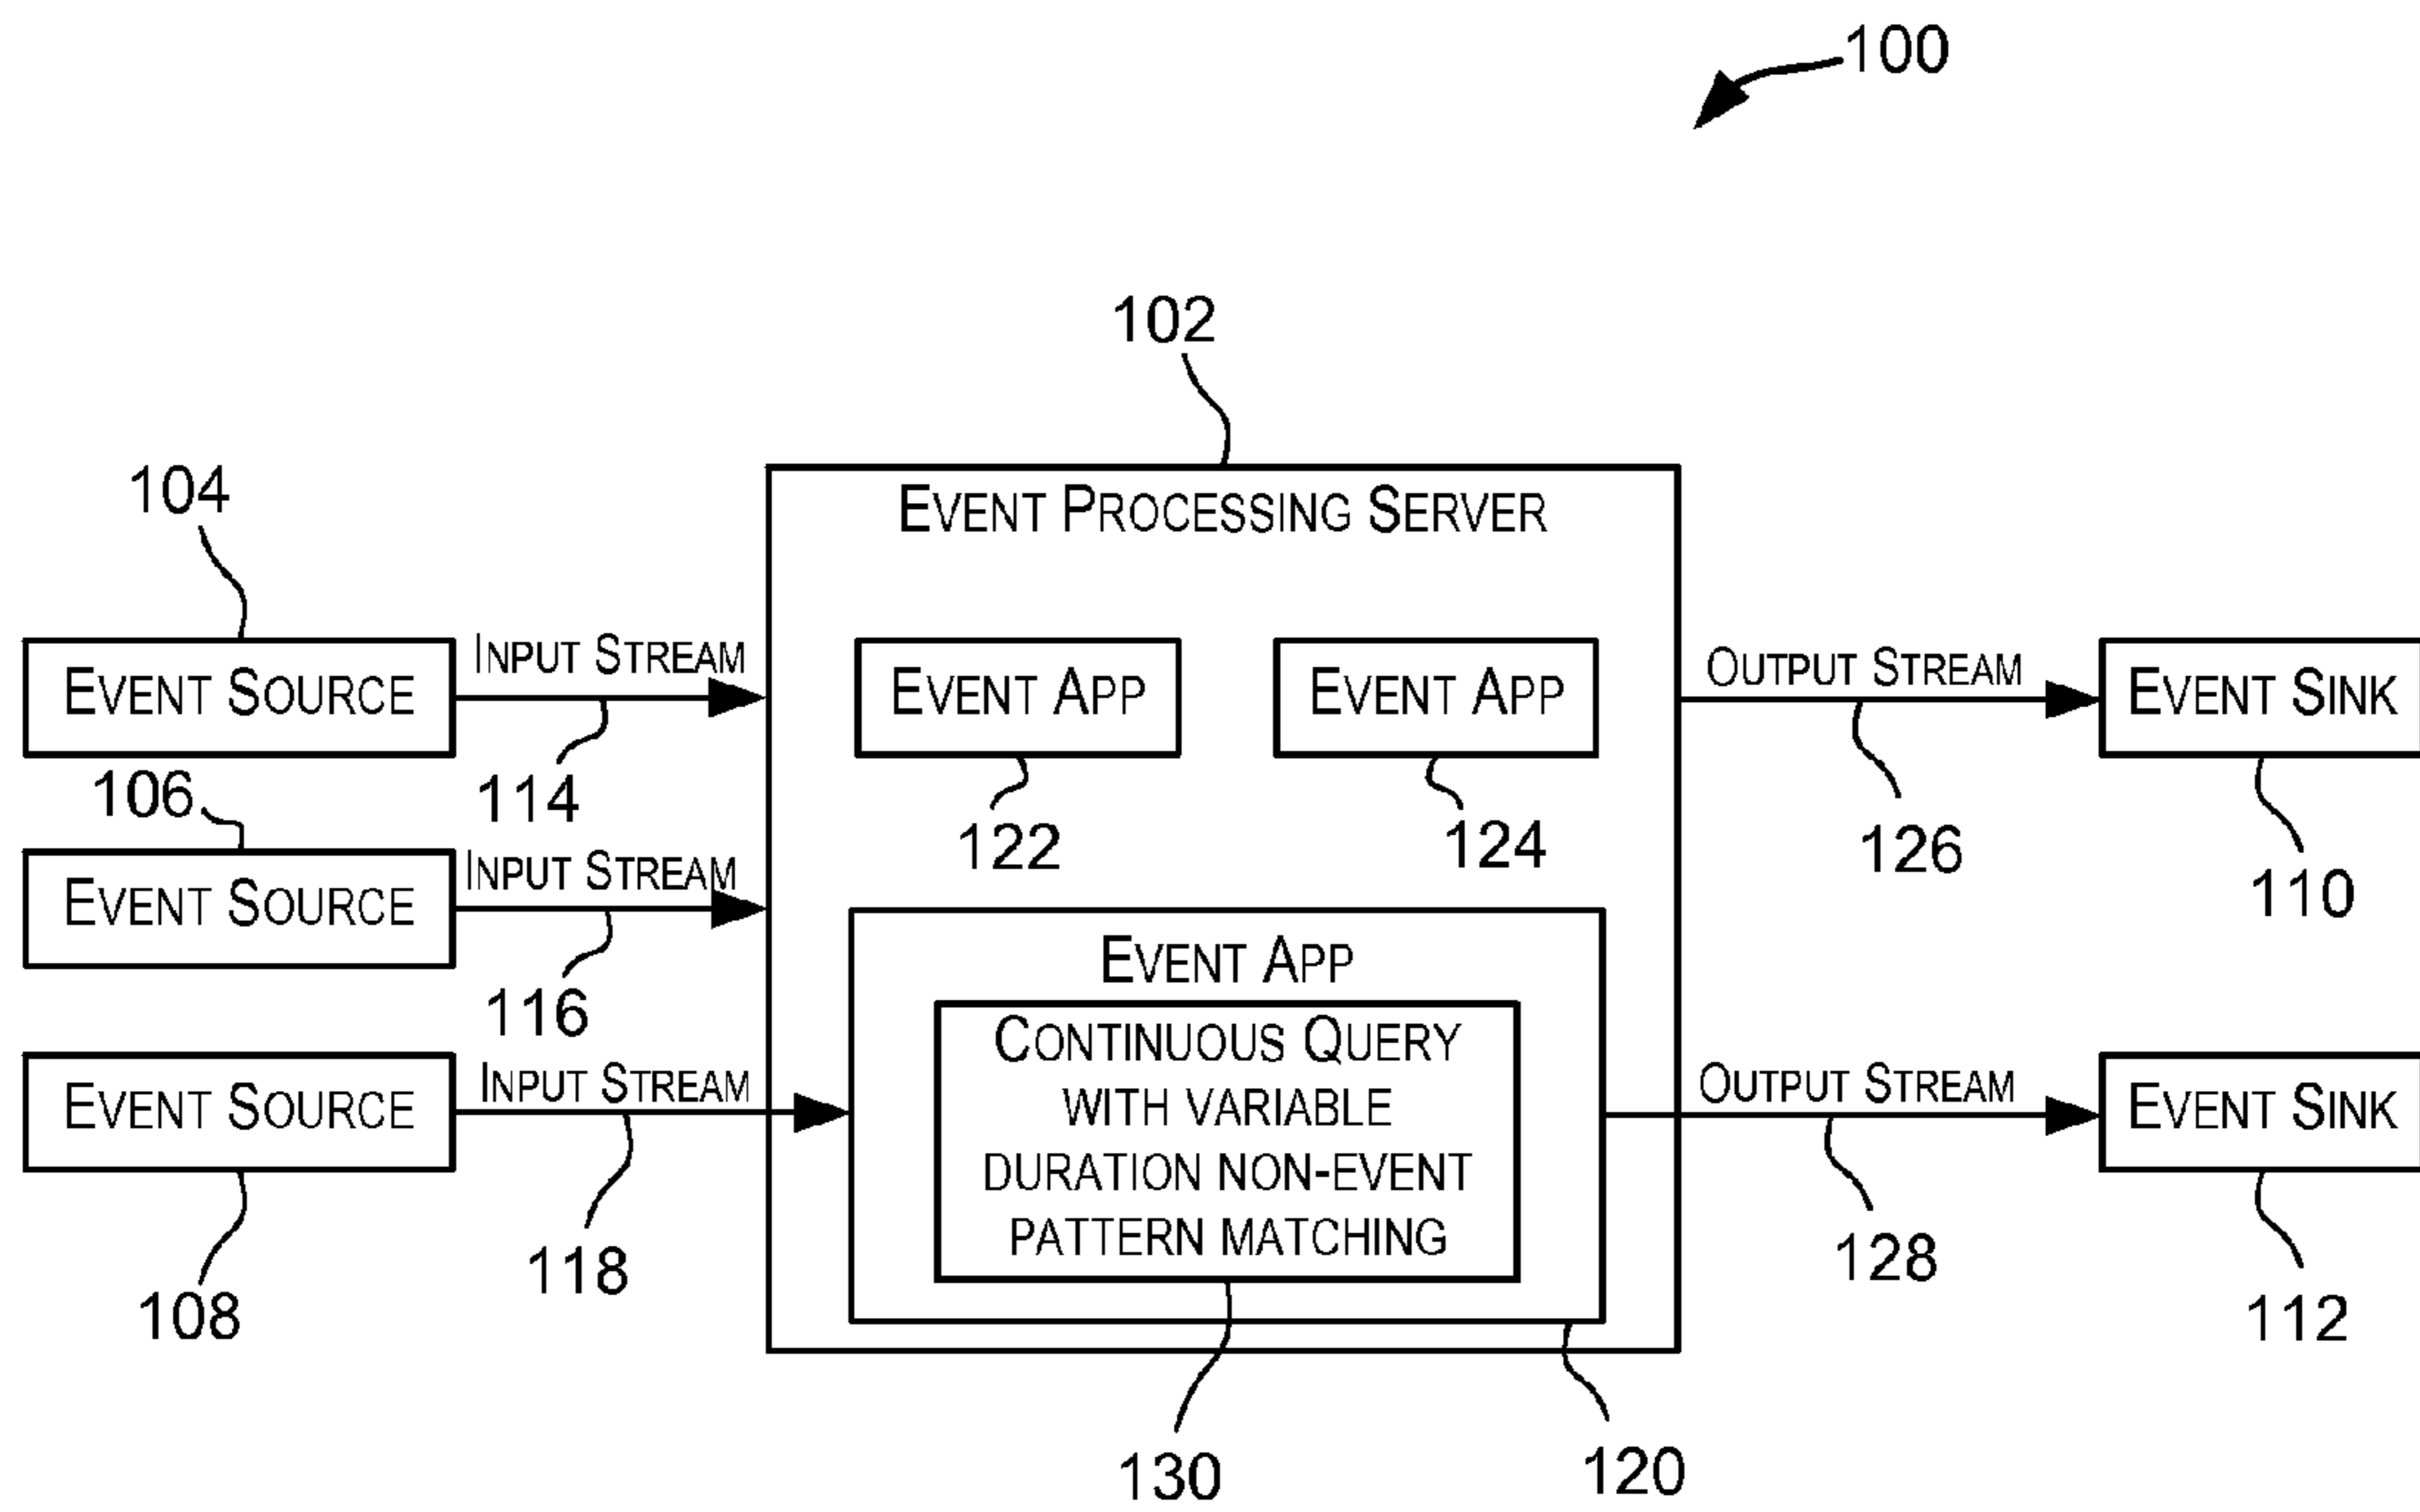 100
102
EVENT PROCESSING SERVER
104
EVENT SOURCE
INPUT STREAM
114
EVENT APP
122
EVENT APP
124
OUTPUT STREAM
126
EVENT SINK
110
106
EVENT SOURCE
INPUT STREAM
116
EVENT APP
CONTINUOUS QUERY
WITH VARIABLE
DURATION NON-EVENT
PATTERN MATCHING
130
120
EVENT SOURCE
108
INPUT STREAM
118
OUTPUT STREAM
128
EVENT SINK
112